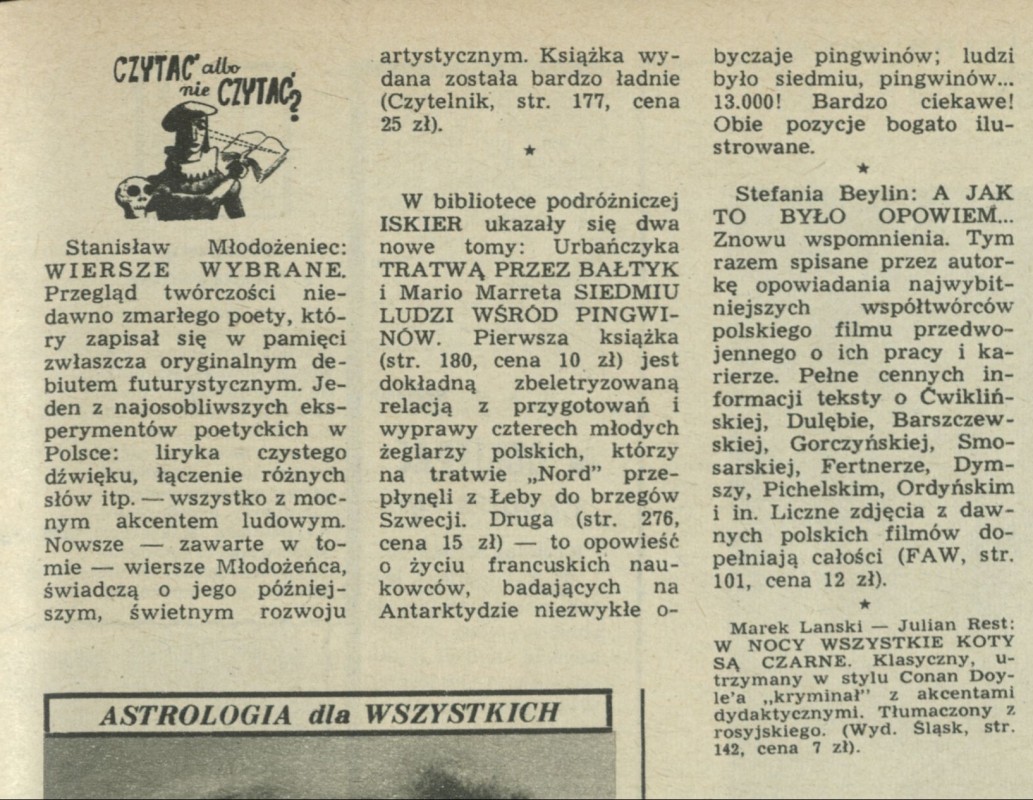 CZYTAĆ albo
nie CZYTAĆ?
Stanisław Młodożeniec:
WIERSZE WYBRANE.
Przegląd twórczości nie-
dawno zmarłego poety, któ-
ry zapisał się w pamięci
zwłaszcza oryginalnym de-
biutem futurystycznym. Je-
den z najosobliwszych eks-
perymentów poetyckich w
Polsce: liryka czystego
dźwięku, łączenie różnych
słów itp. — wszystko z moc-
nym akcentem ludowym.
Nowsze — zawarte w to-
mie — wiersze Młodożeńca,
świadczą o jego później-
szym, świetnym rozwoju
artystycznym. Książka wy-
dana została bardzo ładnie
(Czytelnik, str. 177, cena
25 zł).
★
W bibliotece podróżniczej
ISKIER ukazały się dwa
nowe tomy: Urbańczyka
TRATWĄ PRZEZ BAŁTYK
i Mario Marreta SIEDMIU
LUDZI WŚRÓD PINGWI-
NÓW. Pierwsza książka
(str. 180, cena 10 zł) jest
dokładną zbeletryzowaną
relacją z przygotowań i
wyprawy czterech młodych
żeglarzy polskich, którzy
na tratwie „Nord” prze-
płynęli z Łeby do brzegów
Szwecji. Druga (str. 276,
cena 15 zł) — to opowieść
o życiu francuskich nau-
kowców, badających na
Antarktydzie niezwykłe o-
byczaje pingwinów; ludzi
było siedmiu, pingwinów...
13.000! Bardzo ciekawe!
Obie pozycje bogato ilu-
strowane.
★
Stefania Beylin: A JAK
TO BYŁO OPOWIEM...
Znowu wspomnienia. Tym
razem spisane przez autor-
kę opowiadania najwybit-
niejszych współtwórców
polskiego filmu przedwo-
jennego o ich pracy i ka-
rierze. Pełne cennych in-
formacji teksty o Ćwikliń-
skiej, Dulębie, Barszczew-
skiej, Gorczyńskiej, Smo-
sarskiej, Fertnerze, Dym-
szy, Pichelskim, Ordyńskim
i in. Liczne zdjęcia z daw-
nych polskich filmów do-
pełniają całości (FAW, str.
101, cena 12 zł).
★
Marek Lanski — Julian Rest:
W NOCY WSZYSTKIE KOTY
SĄ CZARNE. Klasyczny, u-
trzymany w stylu Conan Doy-
le'a „kryminał” z akcentami
dydaktycznymi. Tłumaczony z
rosyjskiego. (Wyd. Śląsk, str.
142, cena 7 zł).
ASTROLOGIA dla WSZYSTKICH